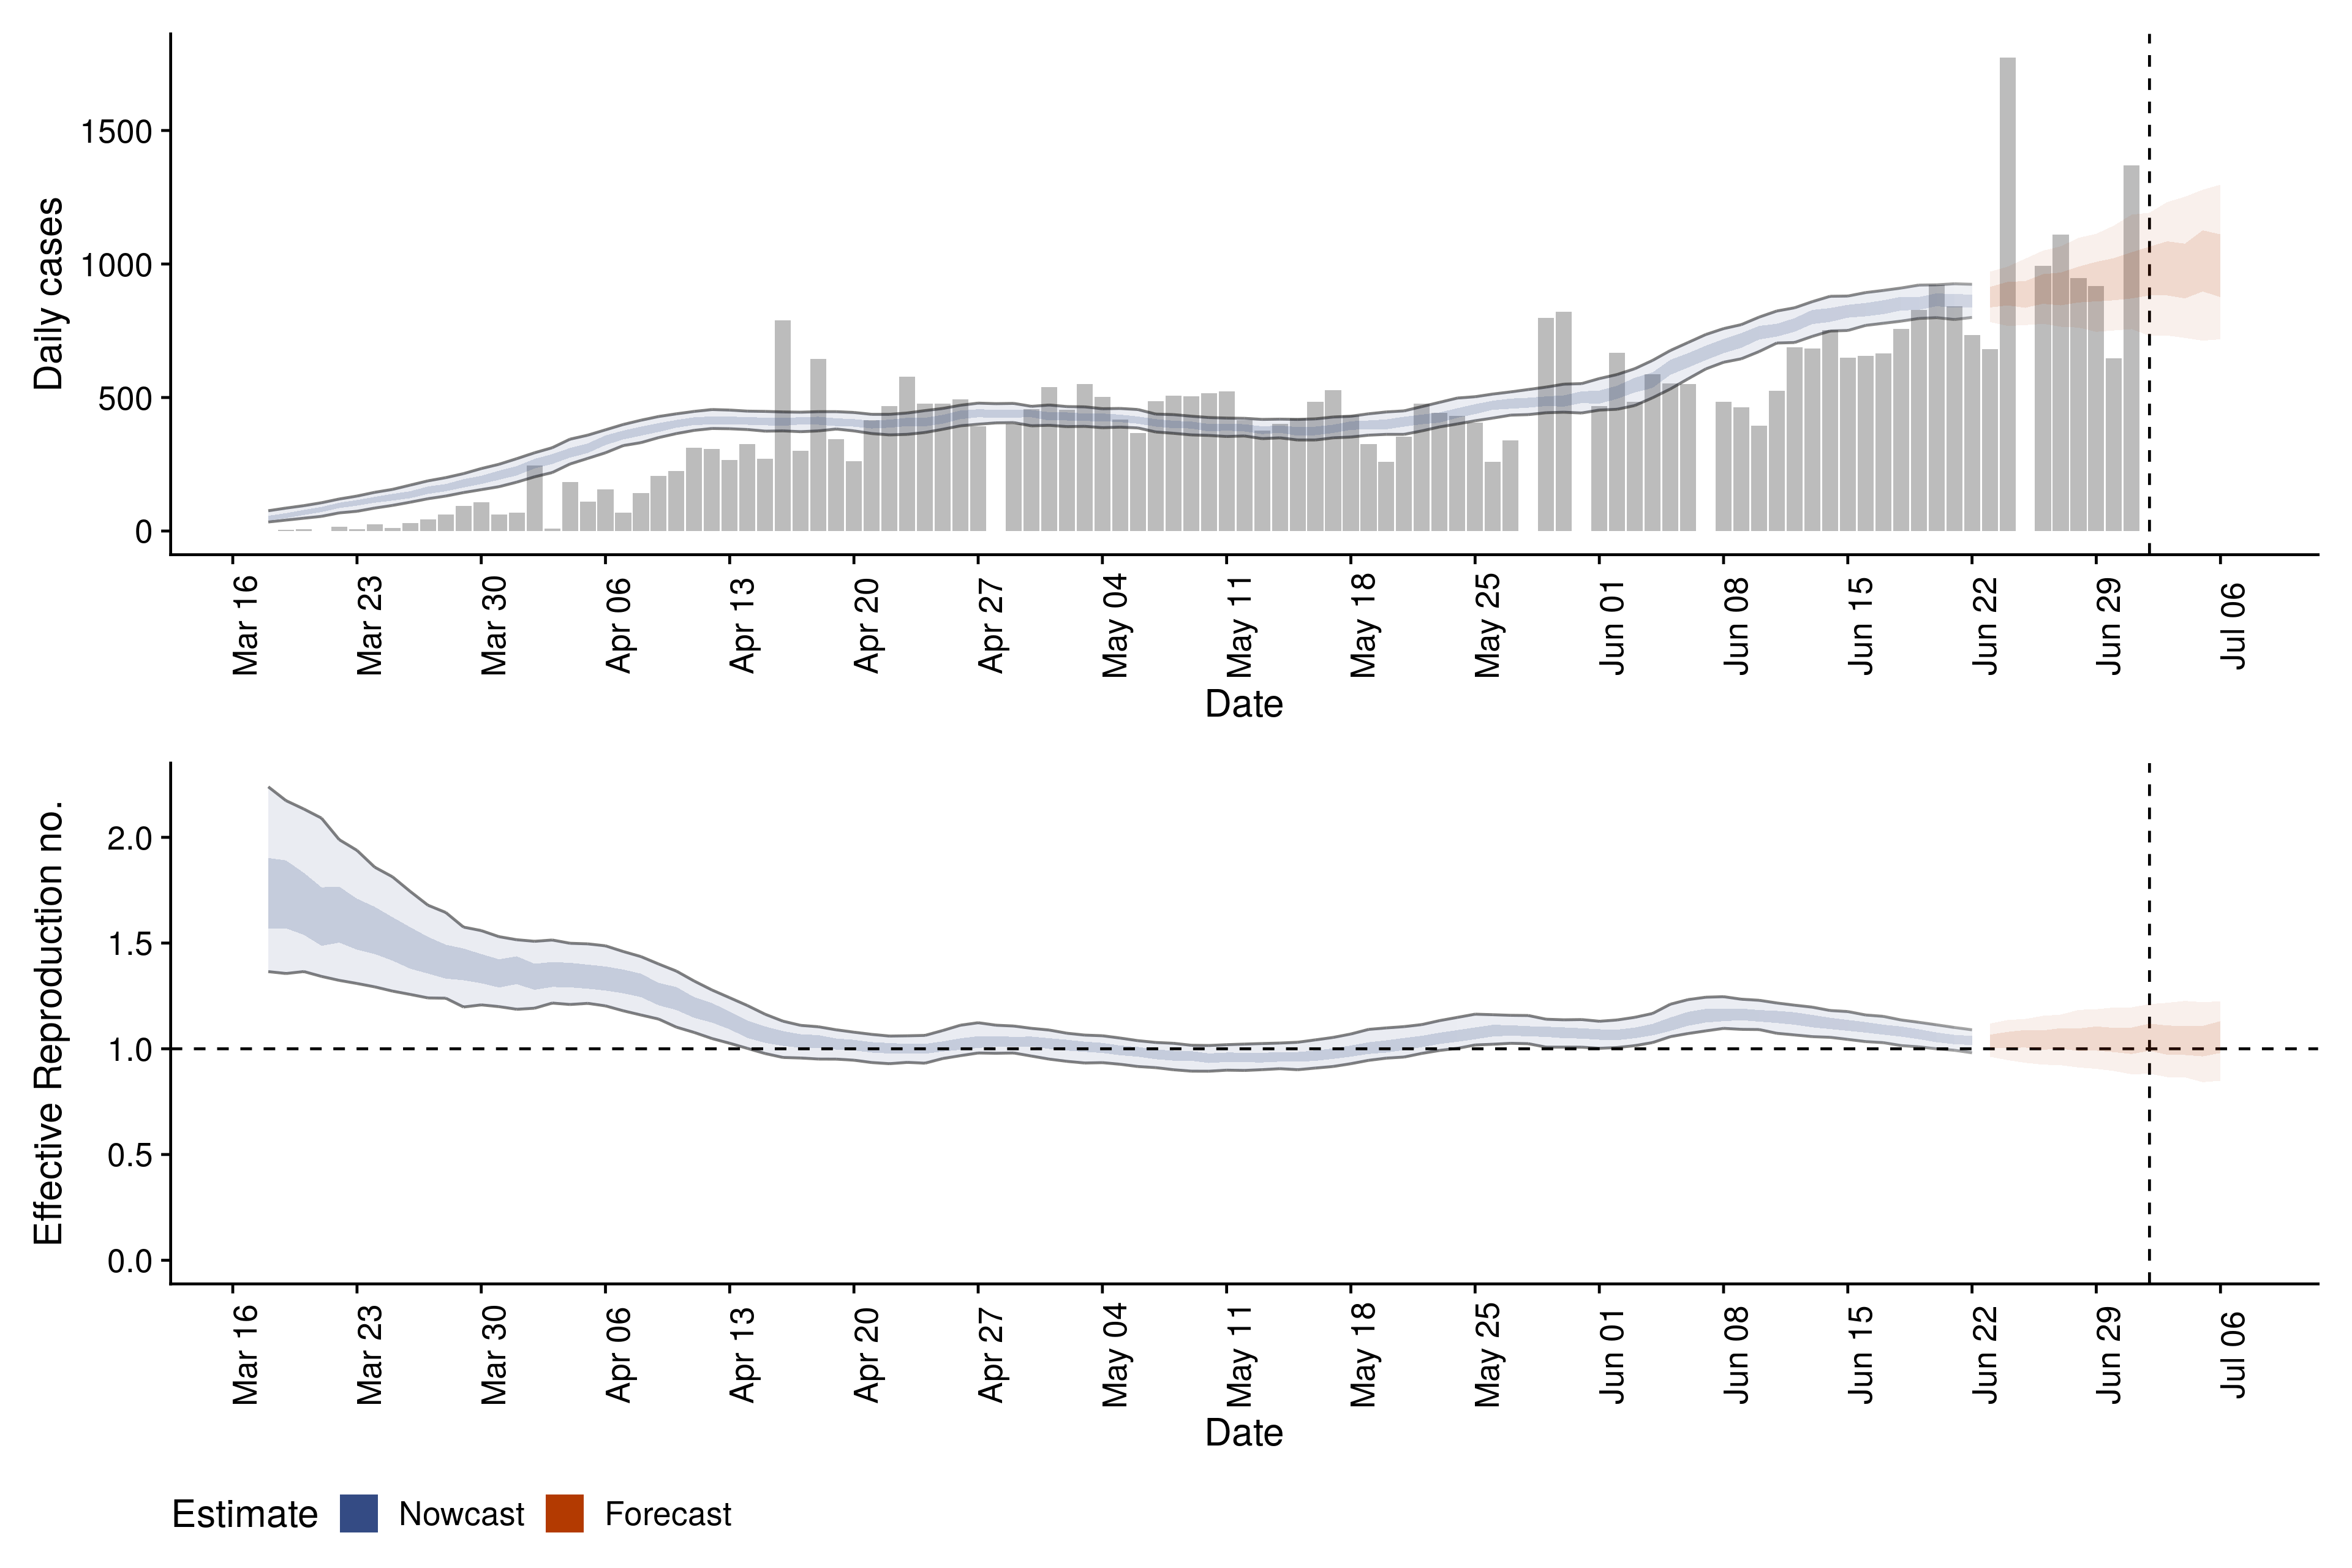 Daily cases
1500
1000
500
0
Mar 16
Mar 23
Mar 30
Apr 06
Apr 13
Apr 20
Apr 27
May 04
May 11
May 18
May 25
Jun 01
Jun 08
Jun 15
Jun 22
Jun 29
Jul 06
Date
Effective Reproduction no.
2.0
1.5
1.0
0.5
0.0
Mar 16
Mar 23
Mar 30
Apr 06
Apr 13
Apr 20
Apr 27
May 04
May 11
May 18
May 25
Jun 01
Jun 08
Jun 15
Jun 22
Jun 29
Jul 06
Date
Estimate Nowcast Forecast